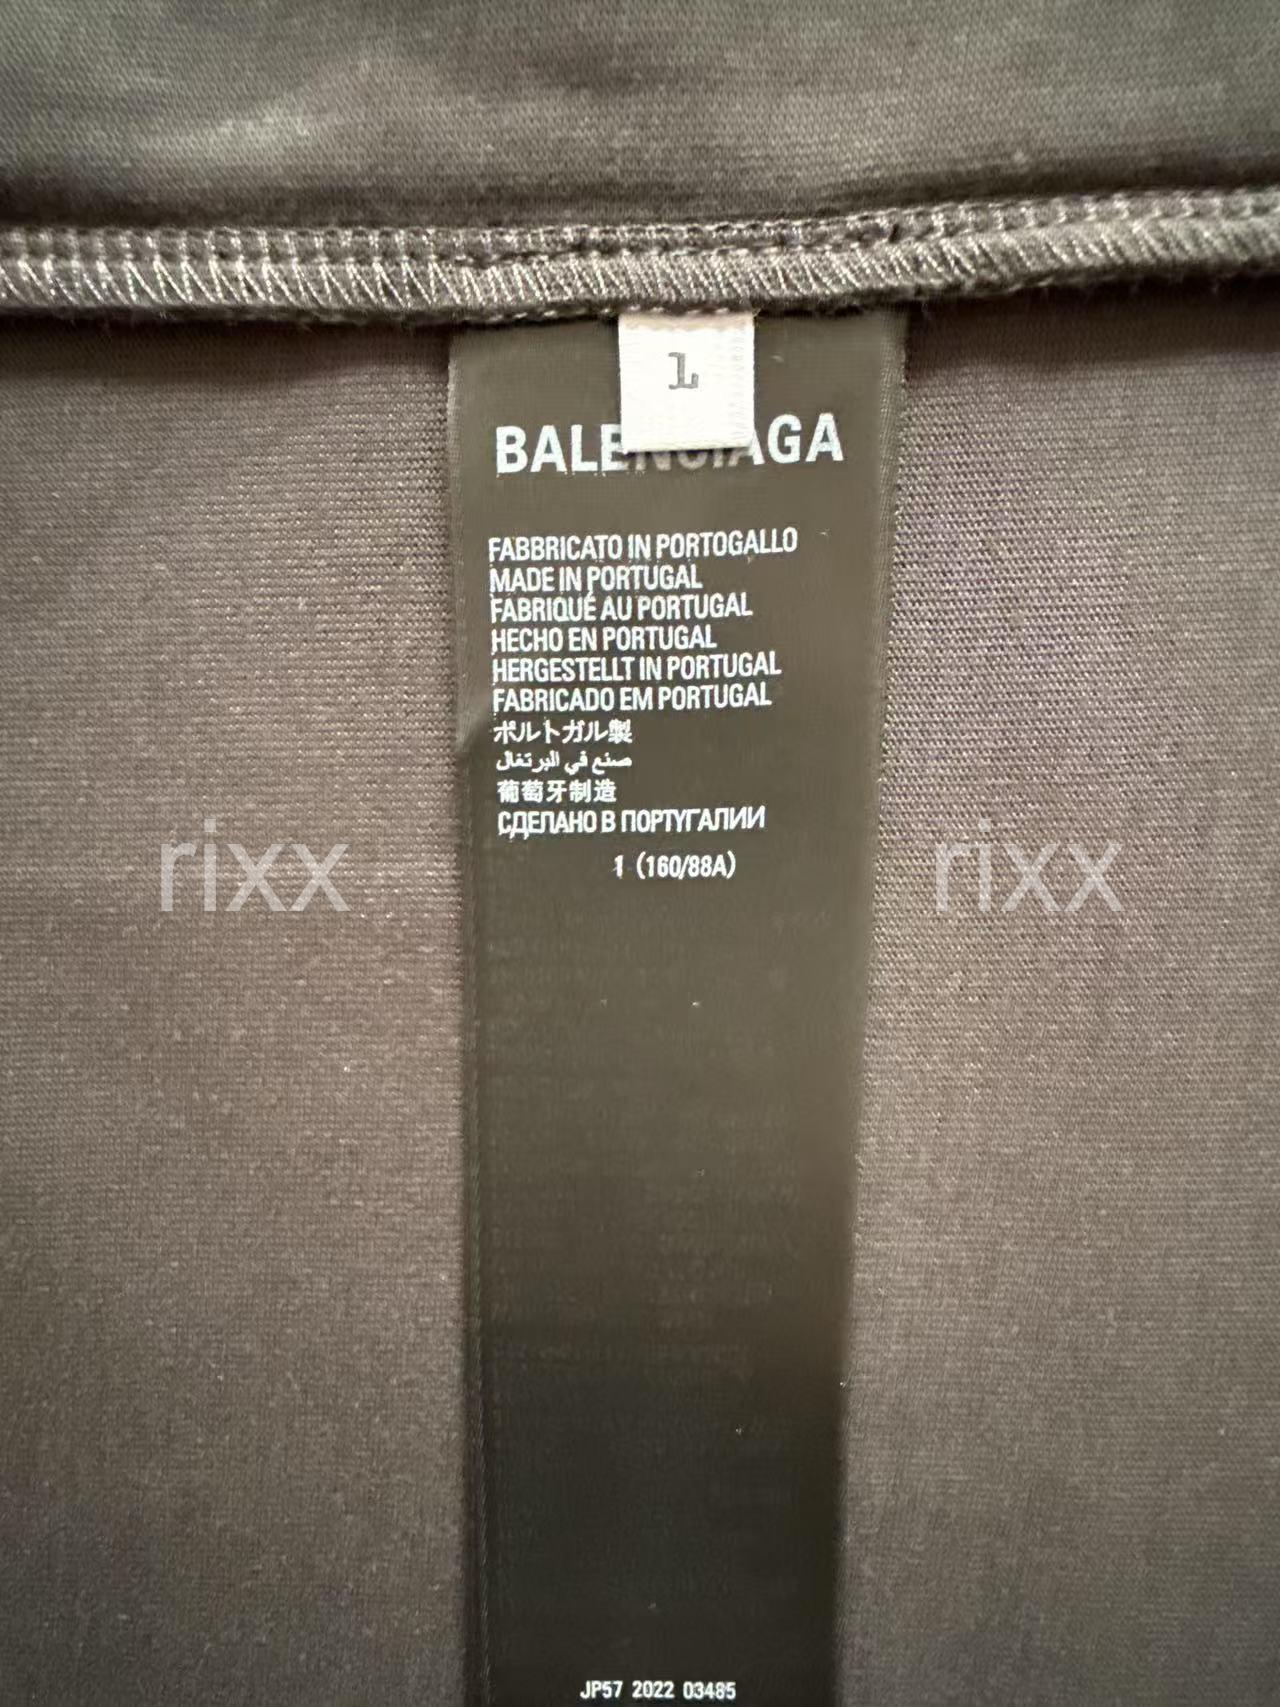 1
BALENCIAGA
FABBRICATO IN PORTOGALLO
MADE IN PORTUGAL
FABRIQUÉ AU PORTUGAL
HECHO EN PORTUGAL
HERGESTELLT IN PORTUGAL
FABRICADO EM PORTUGAL
ポルトガル製
صنع في البرتغال
葡萄牙制造
СДЕЛАНО В ПОРТУГАЛИИ
rixx rixx
1 (160/88A)
JP57 2022 03485